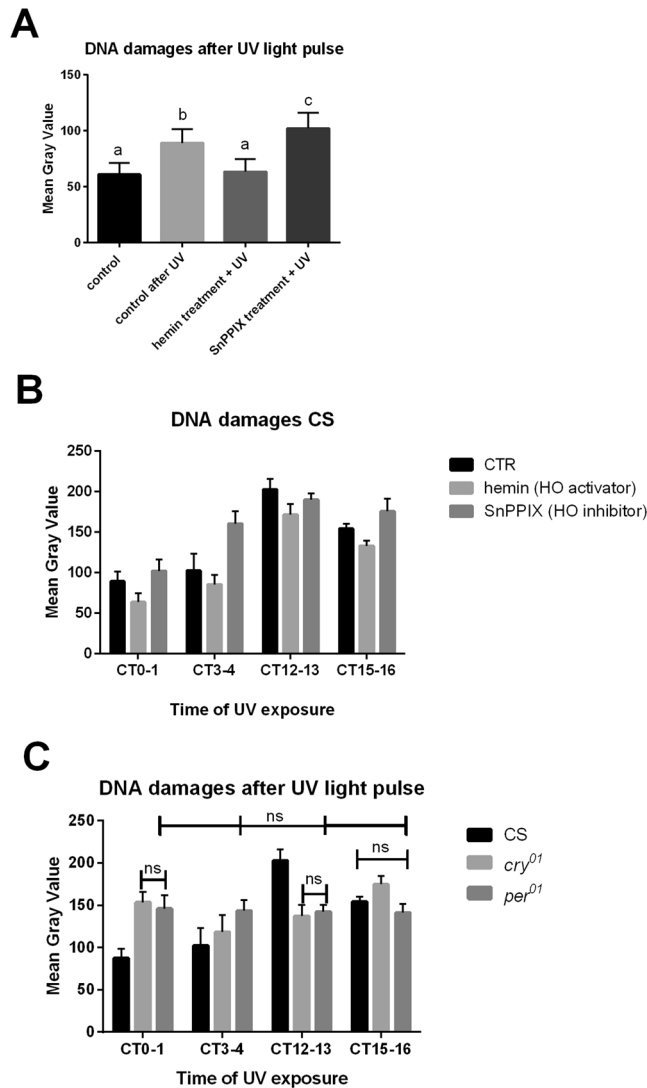 A
DNA damages after UV light pulse
Mean Gray Value
150
100
50
0
a
b
a
c
control
control after UV
hemin treatment + UV
SnPPIX treatment + UV
B
DNA damages CS
Mean Gray Value
250
200
150
100
50
0
CTR
hemin (HO activator)
SnPPIX (HO inhibitor)
CT0-1 CT3-4 CT12-13 CT15-16
Time of UV exposure
C
DNA damages after UV light pulse
Mean Gray Value
250
200
150
100
50
0
ns
ns
ns
ns
CS
cry01
per01
CT0-1 CT3-4 CT12-13 CT15-16
Time of UV exposure